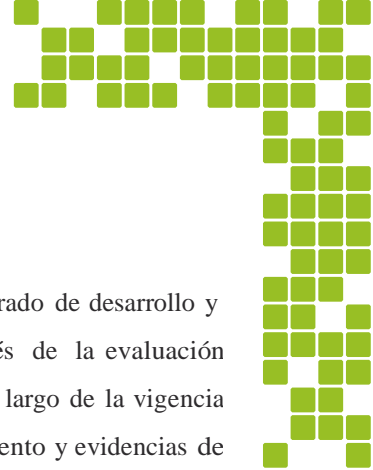 rado de desarrollo y
és de la evaluación
largo de la vigencia
ento y evidencias de